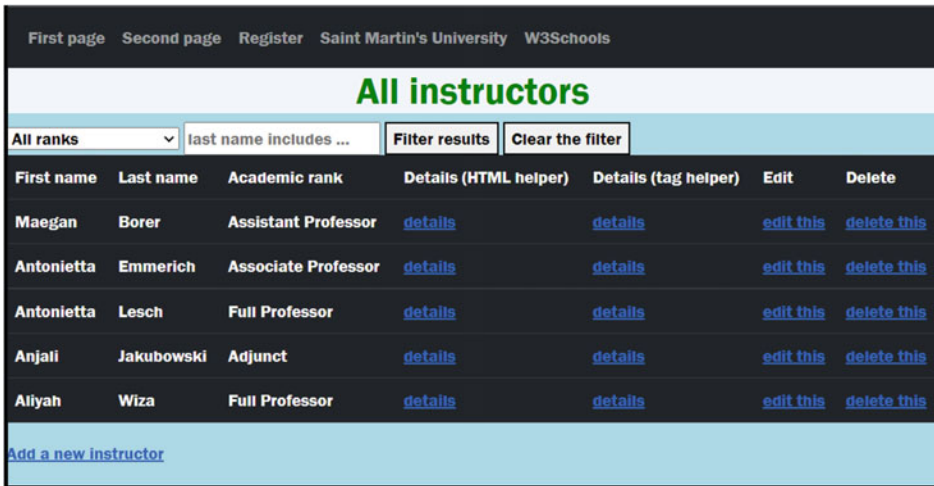 First page Second page Register Saint Martin's University W3Schools
All instructors
All ranks last name includes ... Filter results Clear the filter
First name Last name Academic rank Details (HTML helper) Details (tag helper) Edit Delete
Maegan Borer Assistant Professor details details edit this delete this
Antonietta Emmerich Associate Professor details details edit this delete this
Antonietta Lesch Full Professor details details edit this delete this
Anjali Jakubowski Adjunct details details edit this delete this
Aliyah Wiza Full Professor details details edit this delete this
Add a new instructor